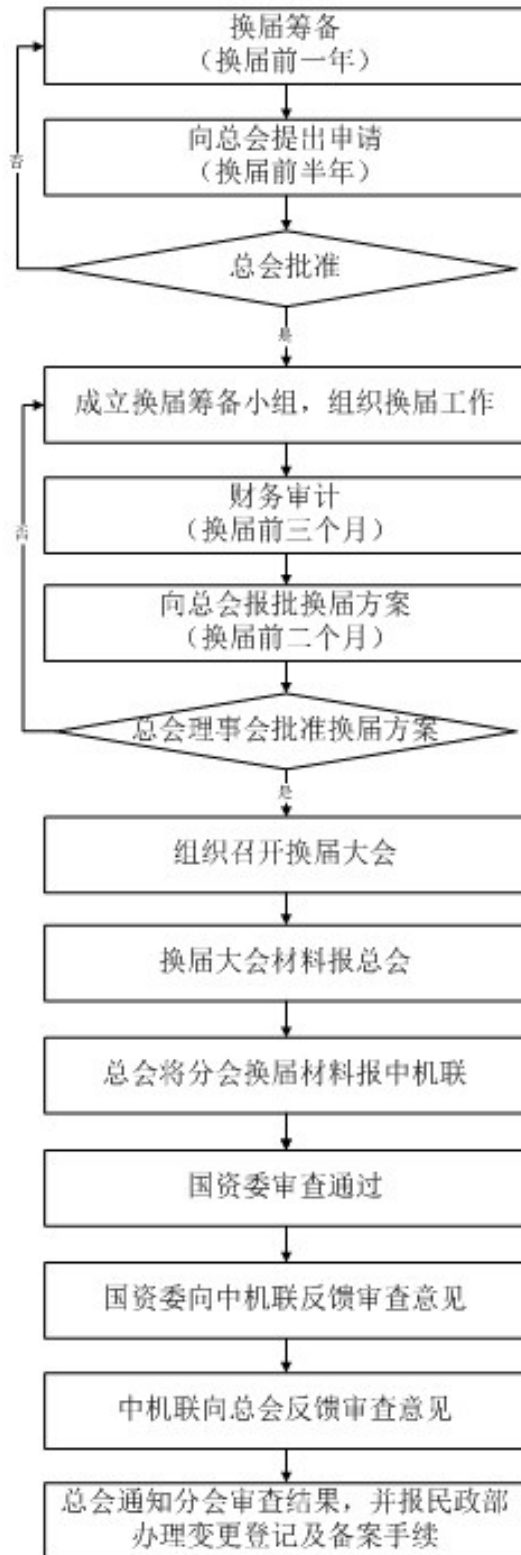 换届筹备
（换届前一年）
向总会提出申请
（换届前半年）
否
总会批准
是
成立换届筹备小组，组织换届工作
财务审计
（换届前三个月）
否
向总会报批换届方案
（换届前二个月）
总会理事会批准换届方案
是
组织召开换届大会
换届大会材料报总会
总会将分会换届材料报中机联
国资委审查通过
国资委向中机联反馈审查意见
中机联向总会反馈审查意见
总会通知分会审查结果，并报民政部
办理变更登记及备案手续